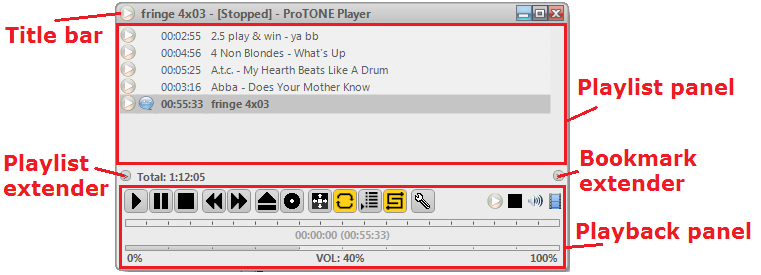 Title bar
fringe 4x03 - [Stopped] - ProTONE Player
00:02:55 2.5 play & win - ya bb
00:04:56 4 Non Blondes - What's Up
00:05:25 A.t.c. - My Hearth Beats Like A Drum
00:03:16 Abba - Does Your Mother Know
00:55:33 fringe 4x03
Playlist panel
Playlist
extender
Total: 1:12:05
Bookmark
extender
00:00:00 (00:55:33)
Playback panel
0% VOL: 40% 100%